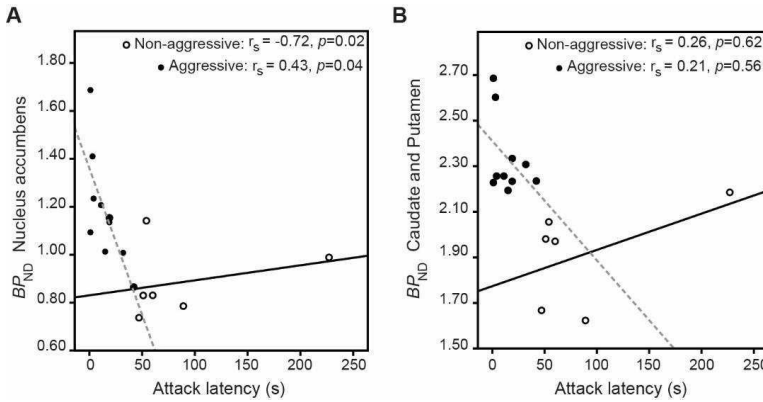 A
Non-aggressive: rs = -0.72, p=0.02
Aggressive: rs = 0.43, p=0.04
BPND Nucleus accumbens
1.80
1.60
1.40
1.20
1.00
0.80
0.60
0 50 100 150 200 250
Attack latency (s)
B
Non-aggressive: rs = 0.26, p=0.62
Aggressive: rs = 0.21, p=0.56
BPND Caudate and Putamen
2.70
2.50
2.30
2.10
1.90
1.70
1.50
0 50 100 150 200 250
Attack latency (s)